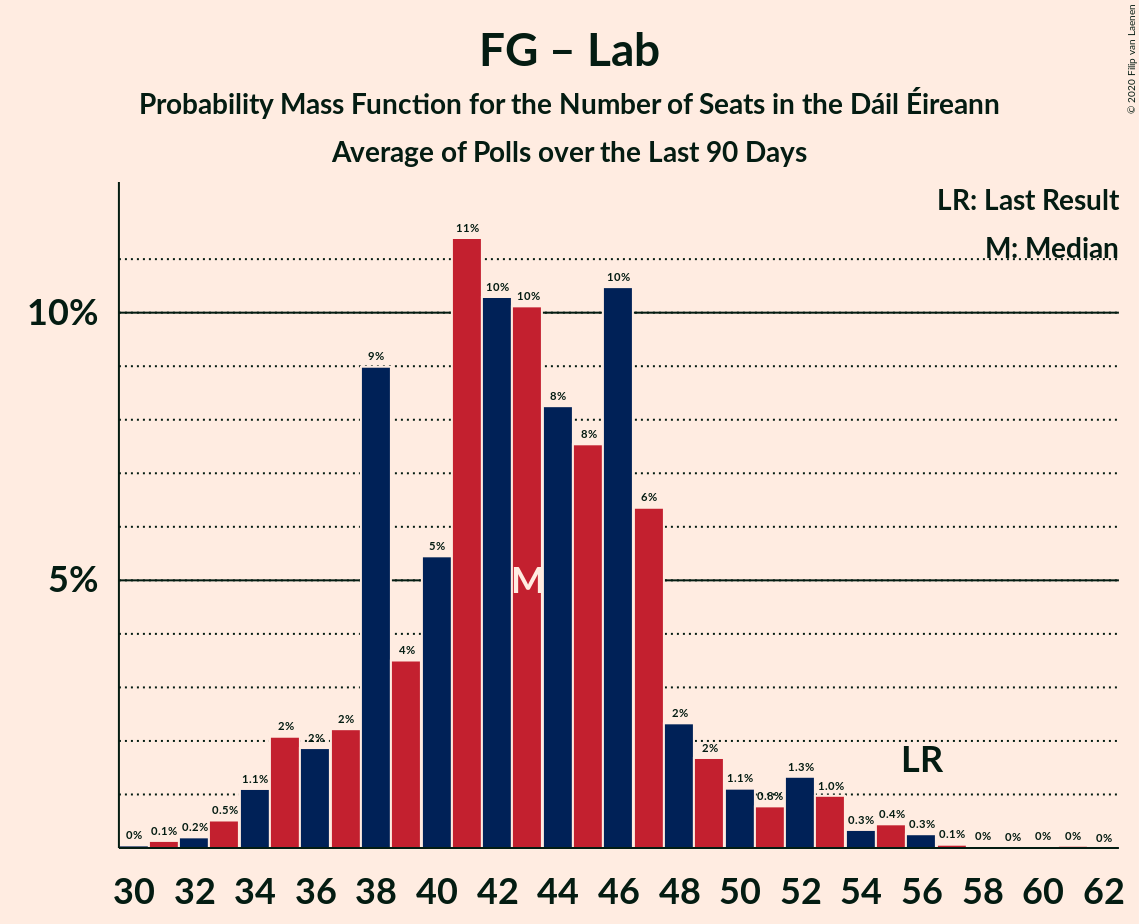 FG – Lab
Probability Mass Function for the Number of Seats in the Dáil Éireann
Average of Polls over the Last 90 Days
© 2020 Filip van Laenen
LR: Last Result
M: Median
10%
5%
0% 0.1% 0.2% 0.5% 1.1% 2% 2% 2% 9% 4% 5% 11% 10% 10% 8% 8% 10% 6% 2% 2% 1.1% 0.8% 1.3% 1.0% 0.3% 0.4% 0.3% 0.1% 0% 0% 0% 0% 0%
M
LR
30 32 34 36 38 40 42 44 46 48 50 52 54 56 58 60 62